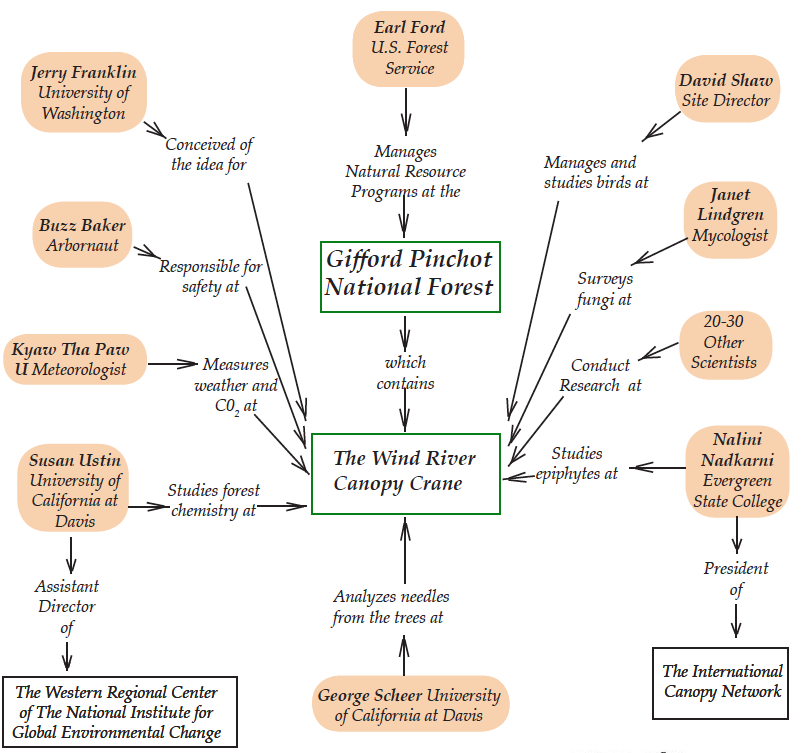 Earl Ford
U.S. Forest
Service
Jerry Franklin
University of
Washington
David Shaw
Site Director
Conceived of
the idea for
Manages
Natural Resource
Programs at the
Manages and
studies birds at
Janet
Lindgren
Mycologist
Buzz Baker
Arbornaut
Responsible for
safety at
Gifford Pinchot
National Forest
Surveys
fungi at
20-30
Other
Scientists
Kyaw Tha Paw
U Meteorologist
Measures
weather and
CO₂ at
which
contains
Conduct
Research at
Susan Ustin
University of
California at
Davis
Studies forest
chemistry at
The Wind River
Canopy Crane
Studies
epiphytes at
Nalini
Nadkarni
Evergreen
State College
Assistant
Director
of
Analyzes needles
from the trees at
President
of
The Western Regional Center
of The National Institute for
Global Environmental Change
George Scheer University
of California at Davis
The International
Canopy Network